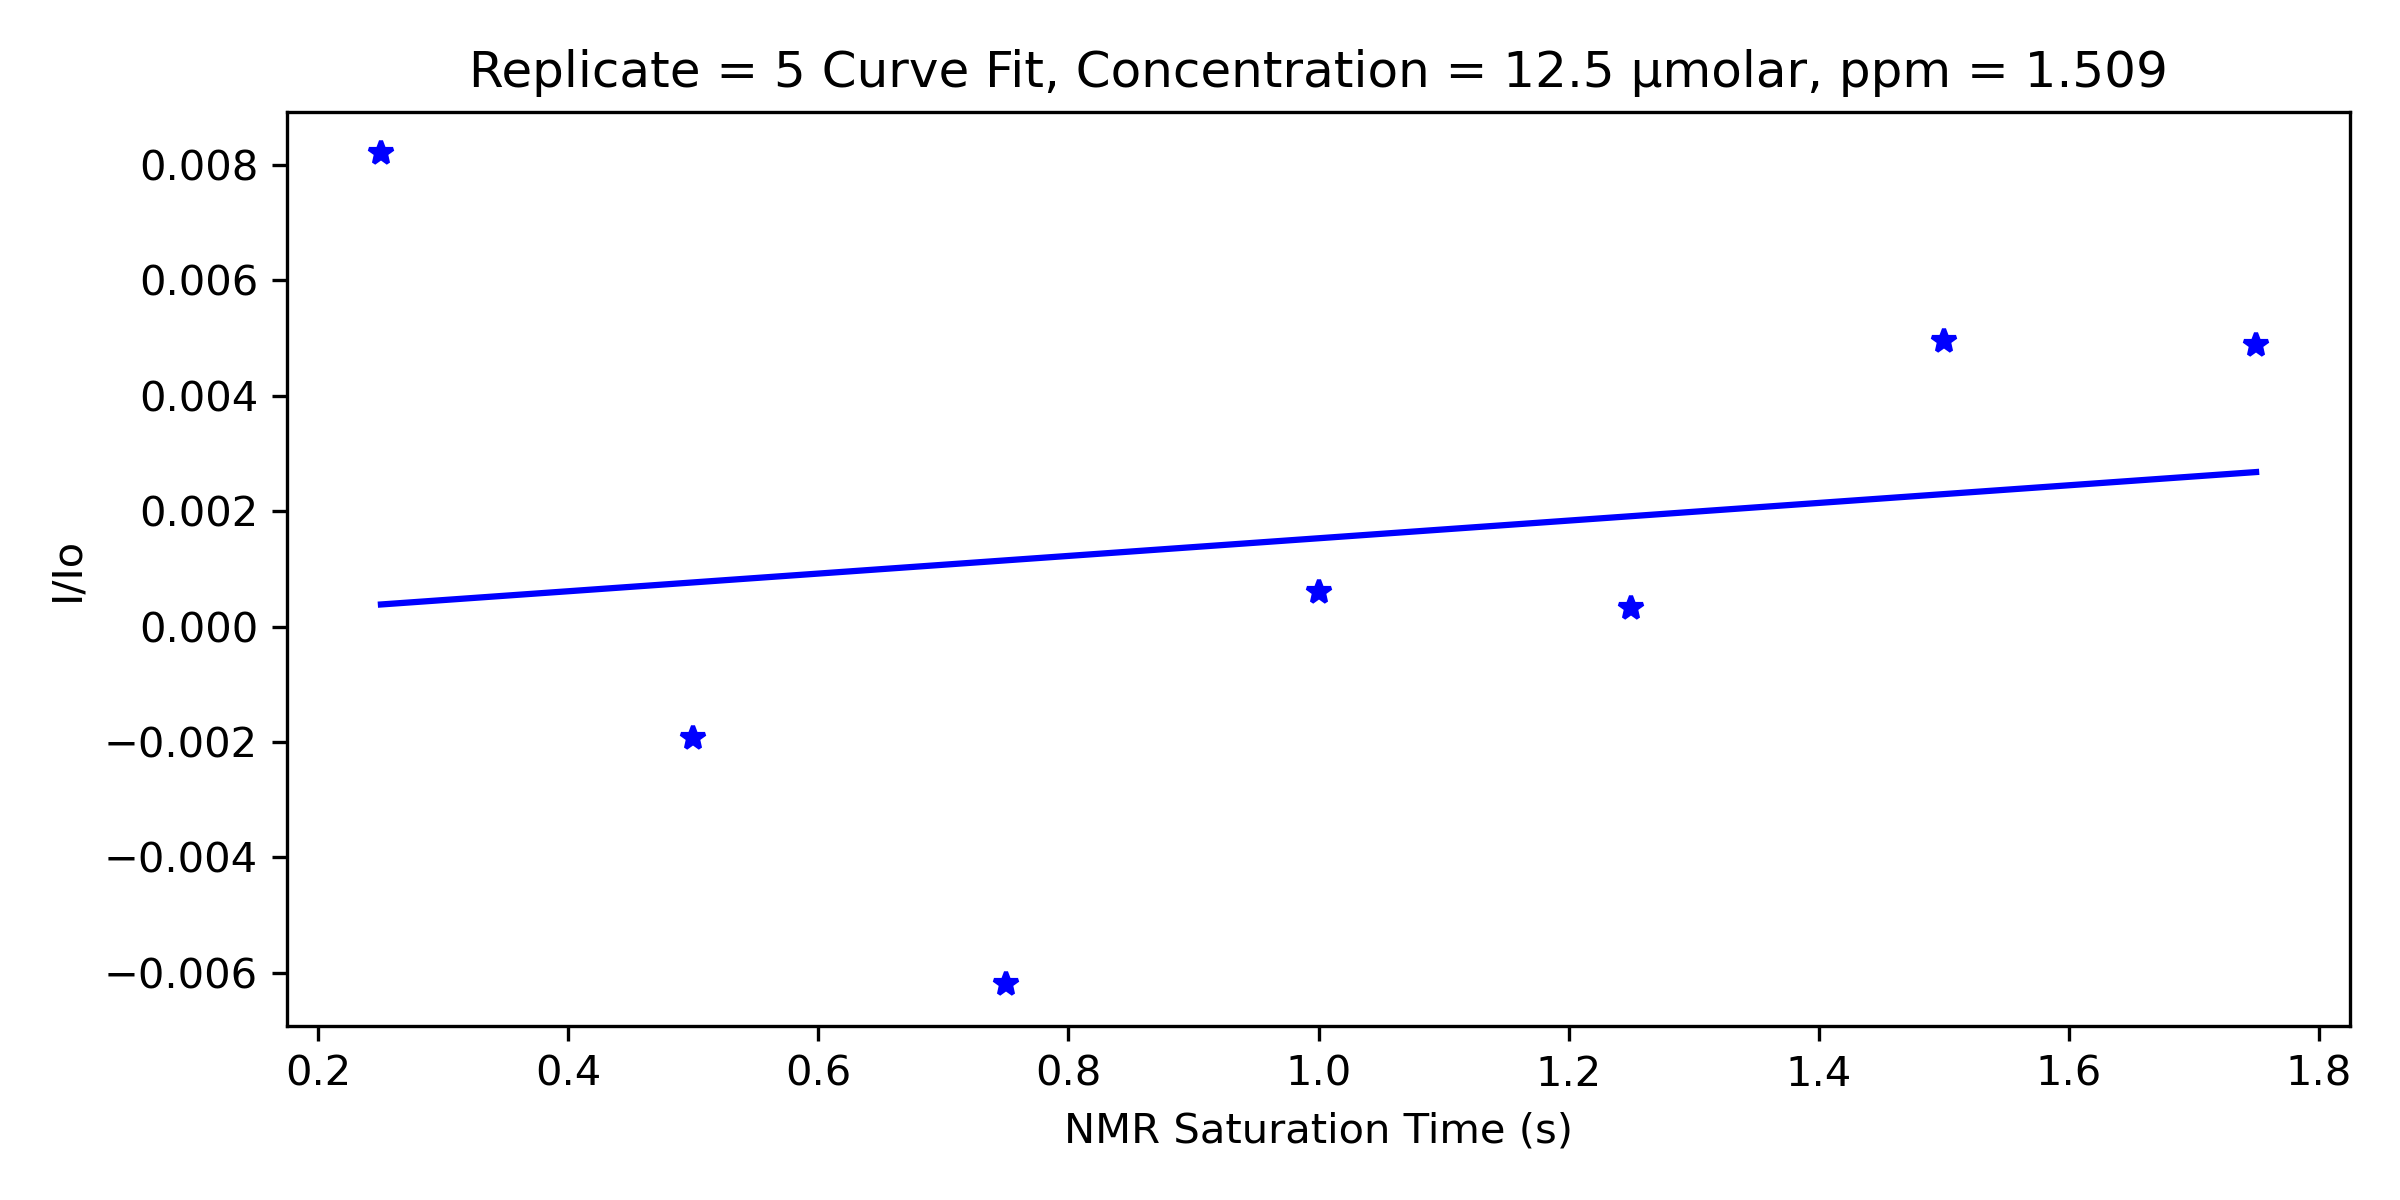 Replicate = 5 Curve Fit, Concentration = 12.5 μmolar, ppm = 1.509
0.008
0.006
0.004
0.002
0.000
−0.002
−0.004
−0.006
I/Io
0.2 0.4 0.6 0.8 1.0 1.2 1.4 1.6 1.8
NMR Saturation Time (s)